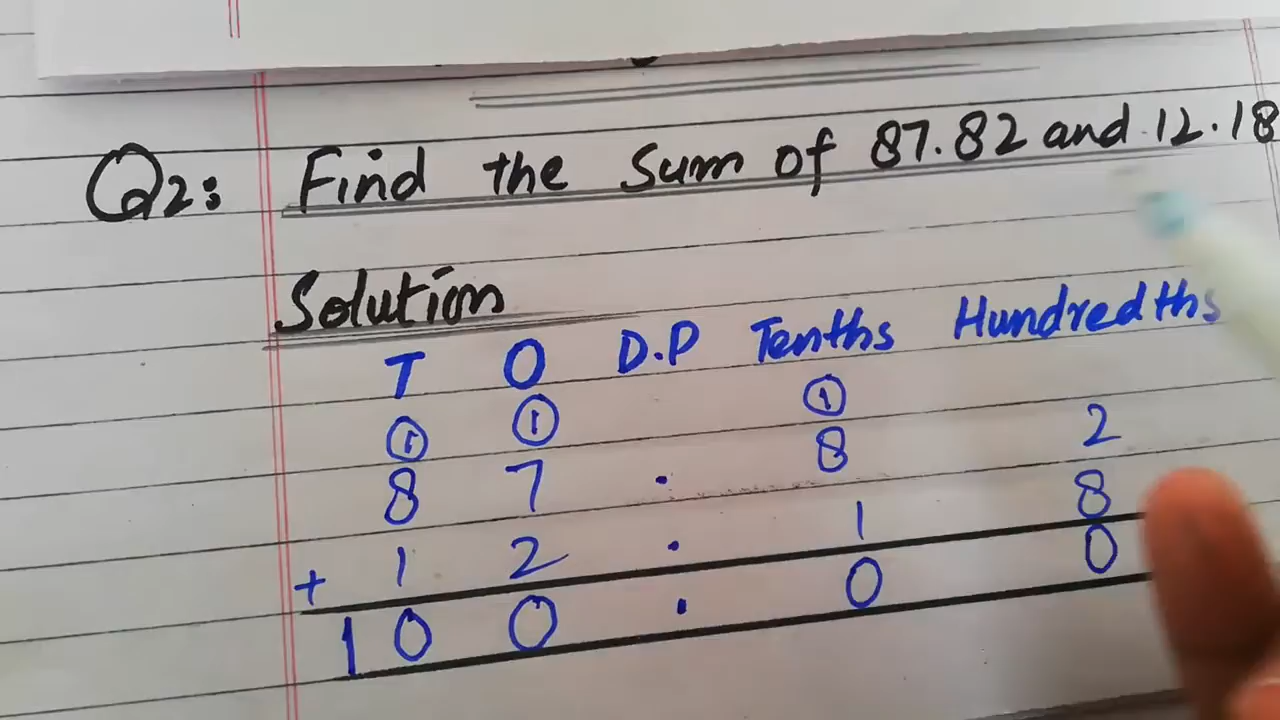 Q2: Find the Sum of 87.82 and 12.18
Solution
T O D.P Tenths Hundredths
1 1 1
8 7 . 8 2
+ 1 2 . 1 8
1 0 0 . 0 0